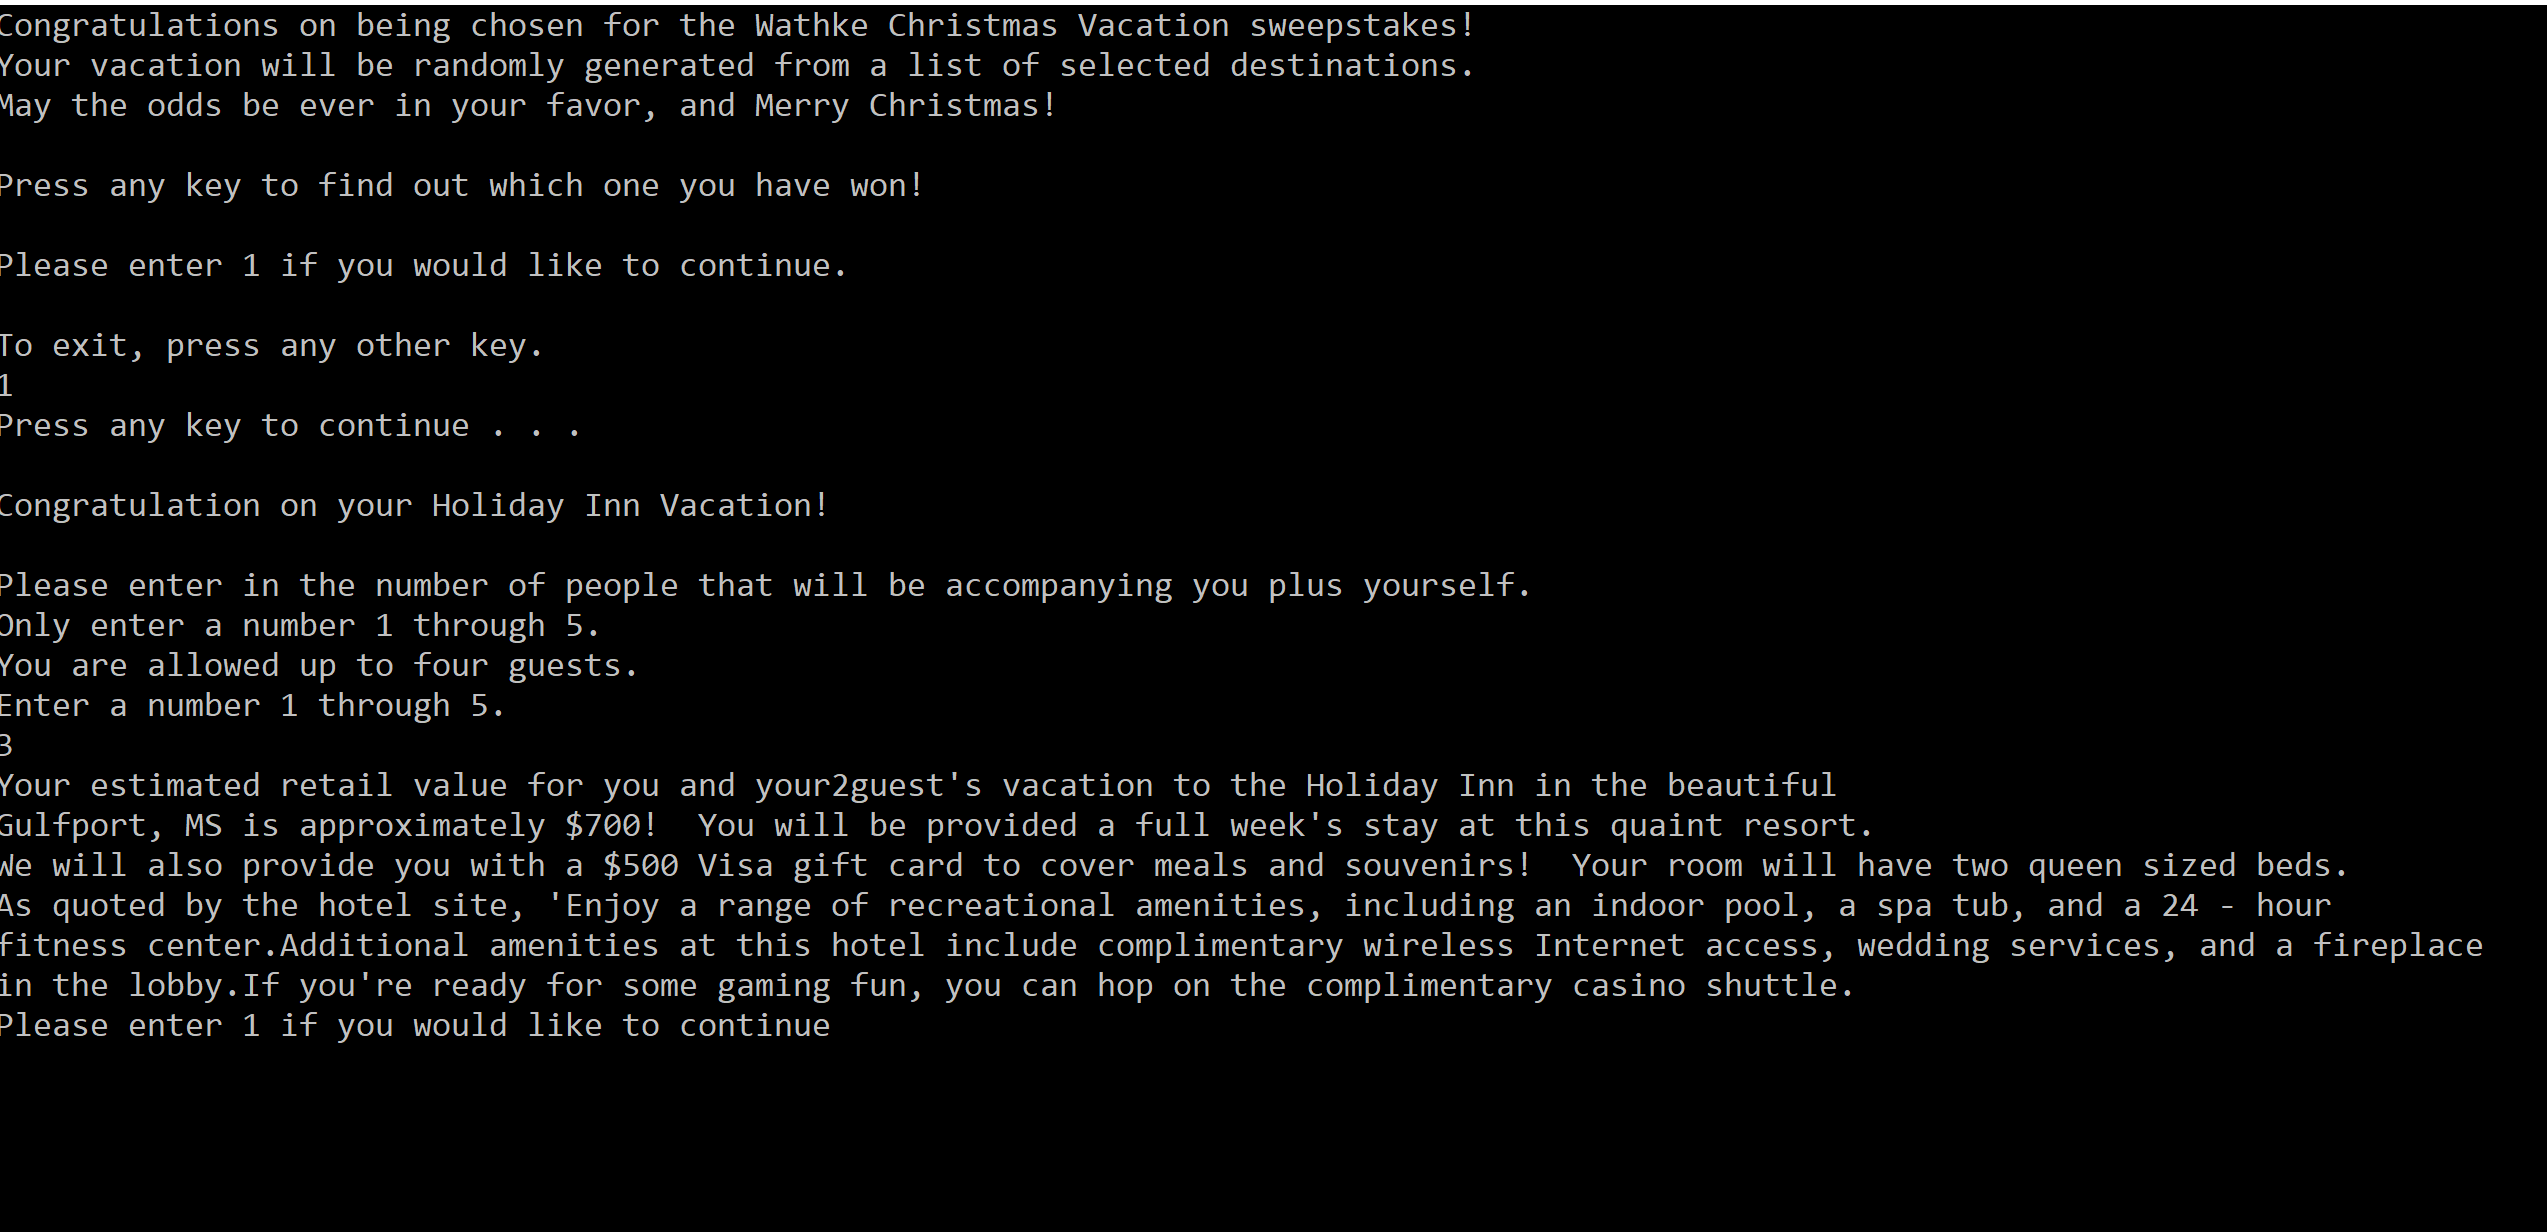 Congratulations on being chosen for the Wathke Christmas Vacation sweepstakes!
Your vacation will be randomly generated from a list of selected destinations.
May the odds be ever in your favor, and Merry Christmas!
Press any key to find out which one you have won!
Please enter 1 if you would like to continue.
To exit, press any other key.
1
Press any key to continue . . .
Congratulation on your Holiday Inn Vacation!
Please enter in the number of people that will be accompanying you plus yourself.
Only enter a number 1 through 5.
You are allowed up to four guests.
Enter a number 1 through 5.
3
Your estimated retail value for you and your2guest's vacation to the Holiday Inn in the beautiful
Gulfport, MS is approximately $700!  You will be provided a full week's stay at this quaint resort.
We will also provide you with a $500 Visa gift card to cover meals and souvenirs!  Your room will have two queen sized beds.
As quoted by the hotel site, 'Enjoy a range of recreational amenities, including an indoor pool, a spa tub, and a 24 - hour
fitness center.Additional amenities at this hotel include complimentary wireless Internet access, wedding services, and a fireplace
in the lobby.If you're ready for some gaming fun, you can hop on the complimentary casino shuttle.
Please enter 1 if you would like to continue